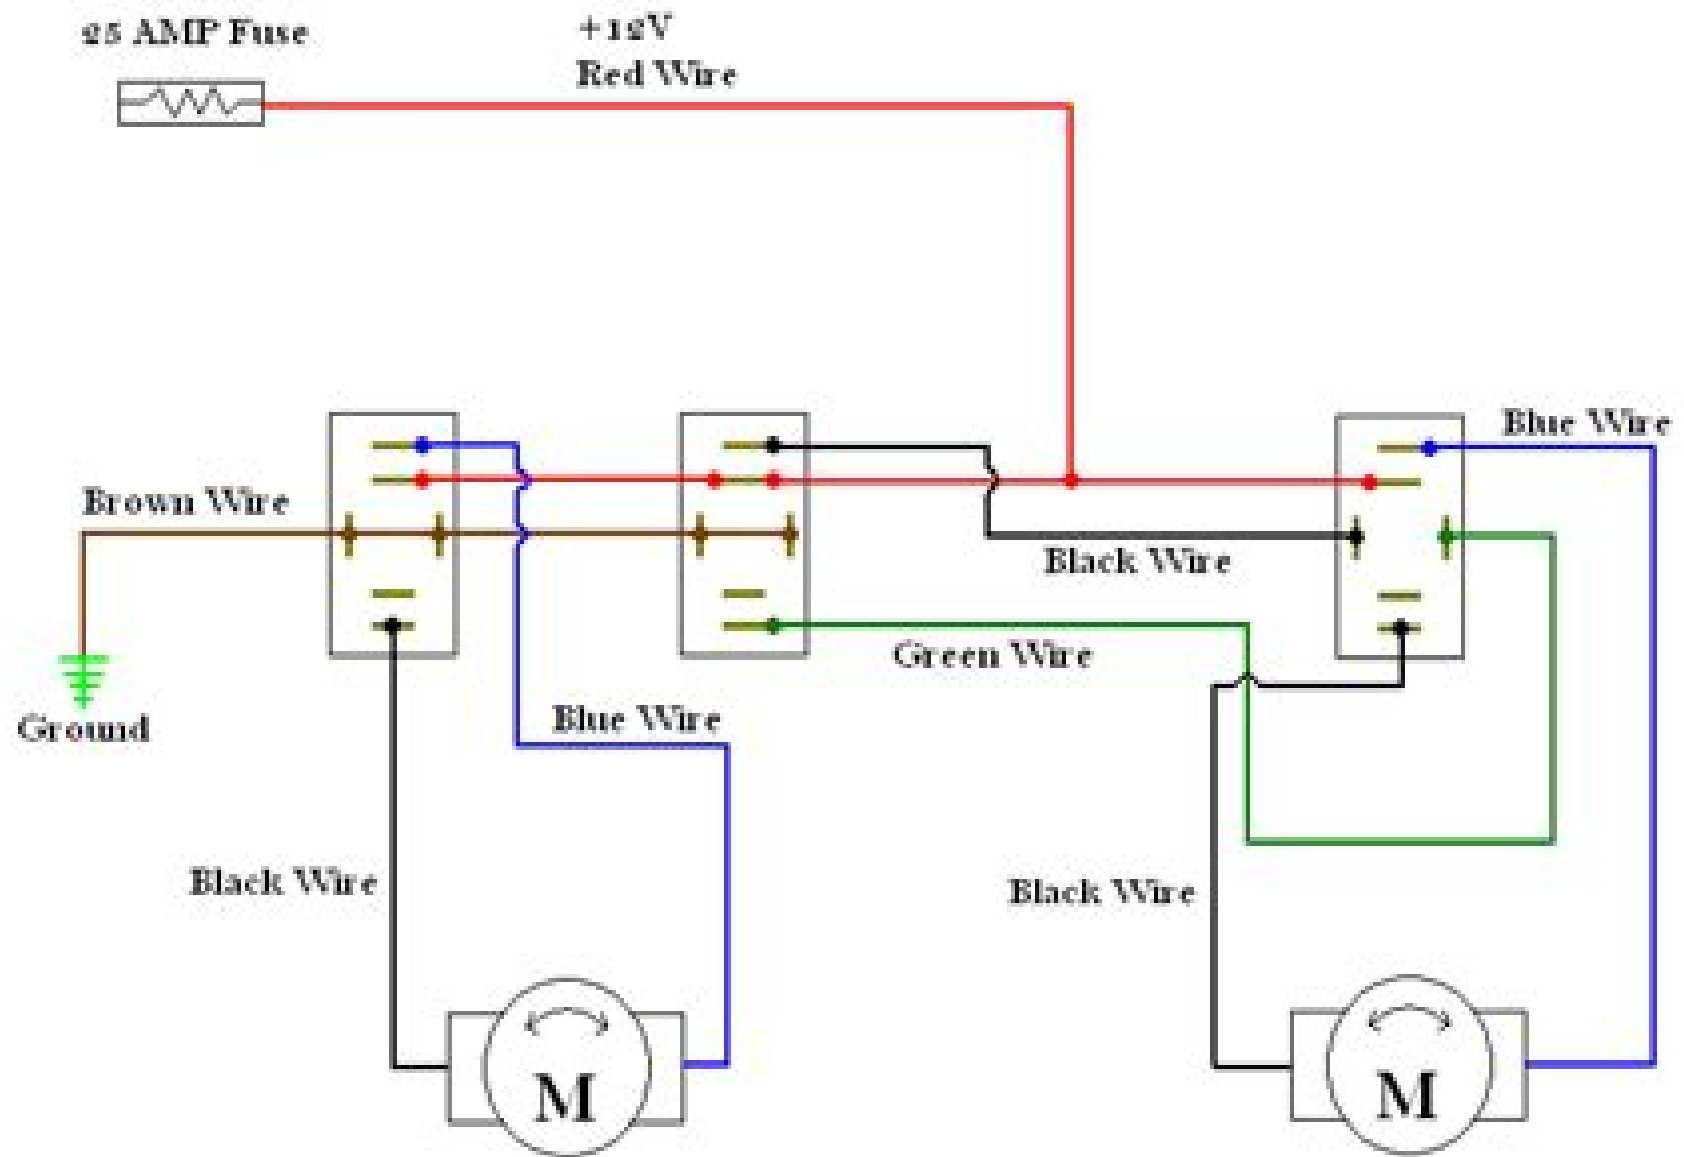 25 AMP Fuse
+12V
Red Wire
Blue Wire
Brown Wire
Black Wire
Green Wire
Ground
Blue Wire
Black Wire
Black Wire
M
M